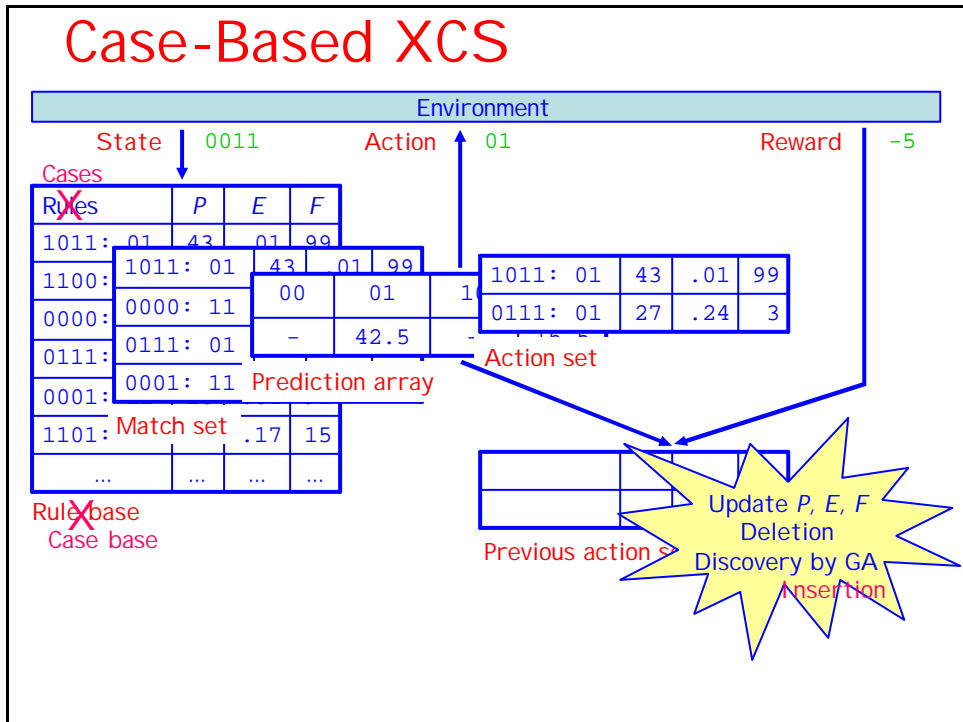 Case-Based XCS
Environment
State 0011 Action 01 Reward -5
Cases
Rules P E F
1011: 01 43 .01 99
1100:
0000:
0111:
0001:
1101: .17 15
... ... ... ...
Rule base
Case base
1011: 01 43 .01 99
0000: 11
0111: 01
0001: 11
Match set
00 01
- 42.5 -
Prediction array
1011: 01 43 .01 99
0111: 01 27 .24 3
Action set
Previous action
Update P, E, F
Deletion
Discovery by GA
Insertion